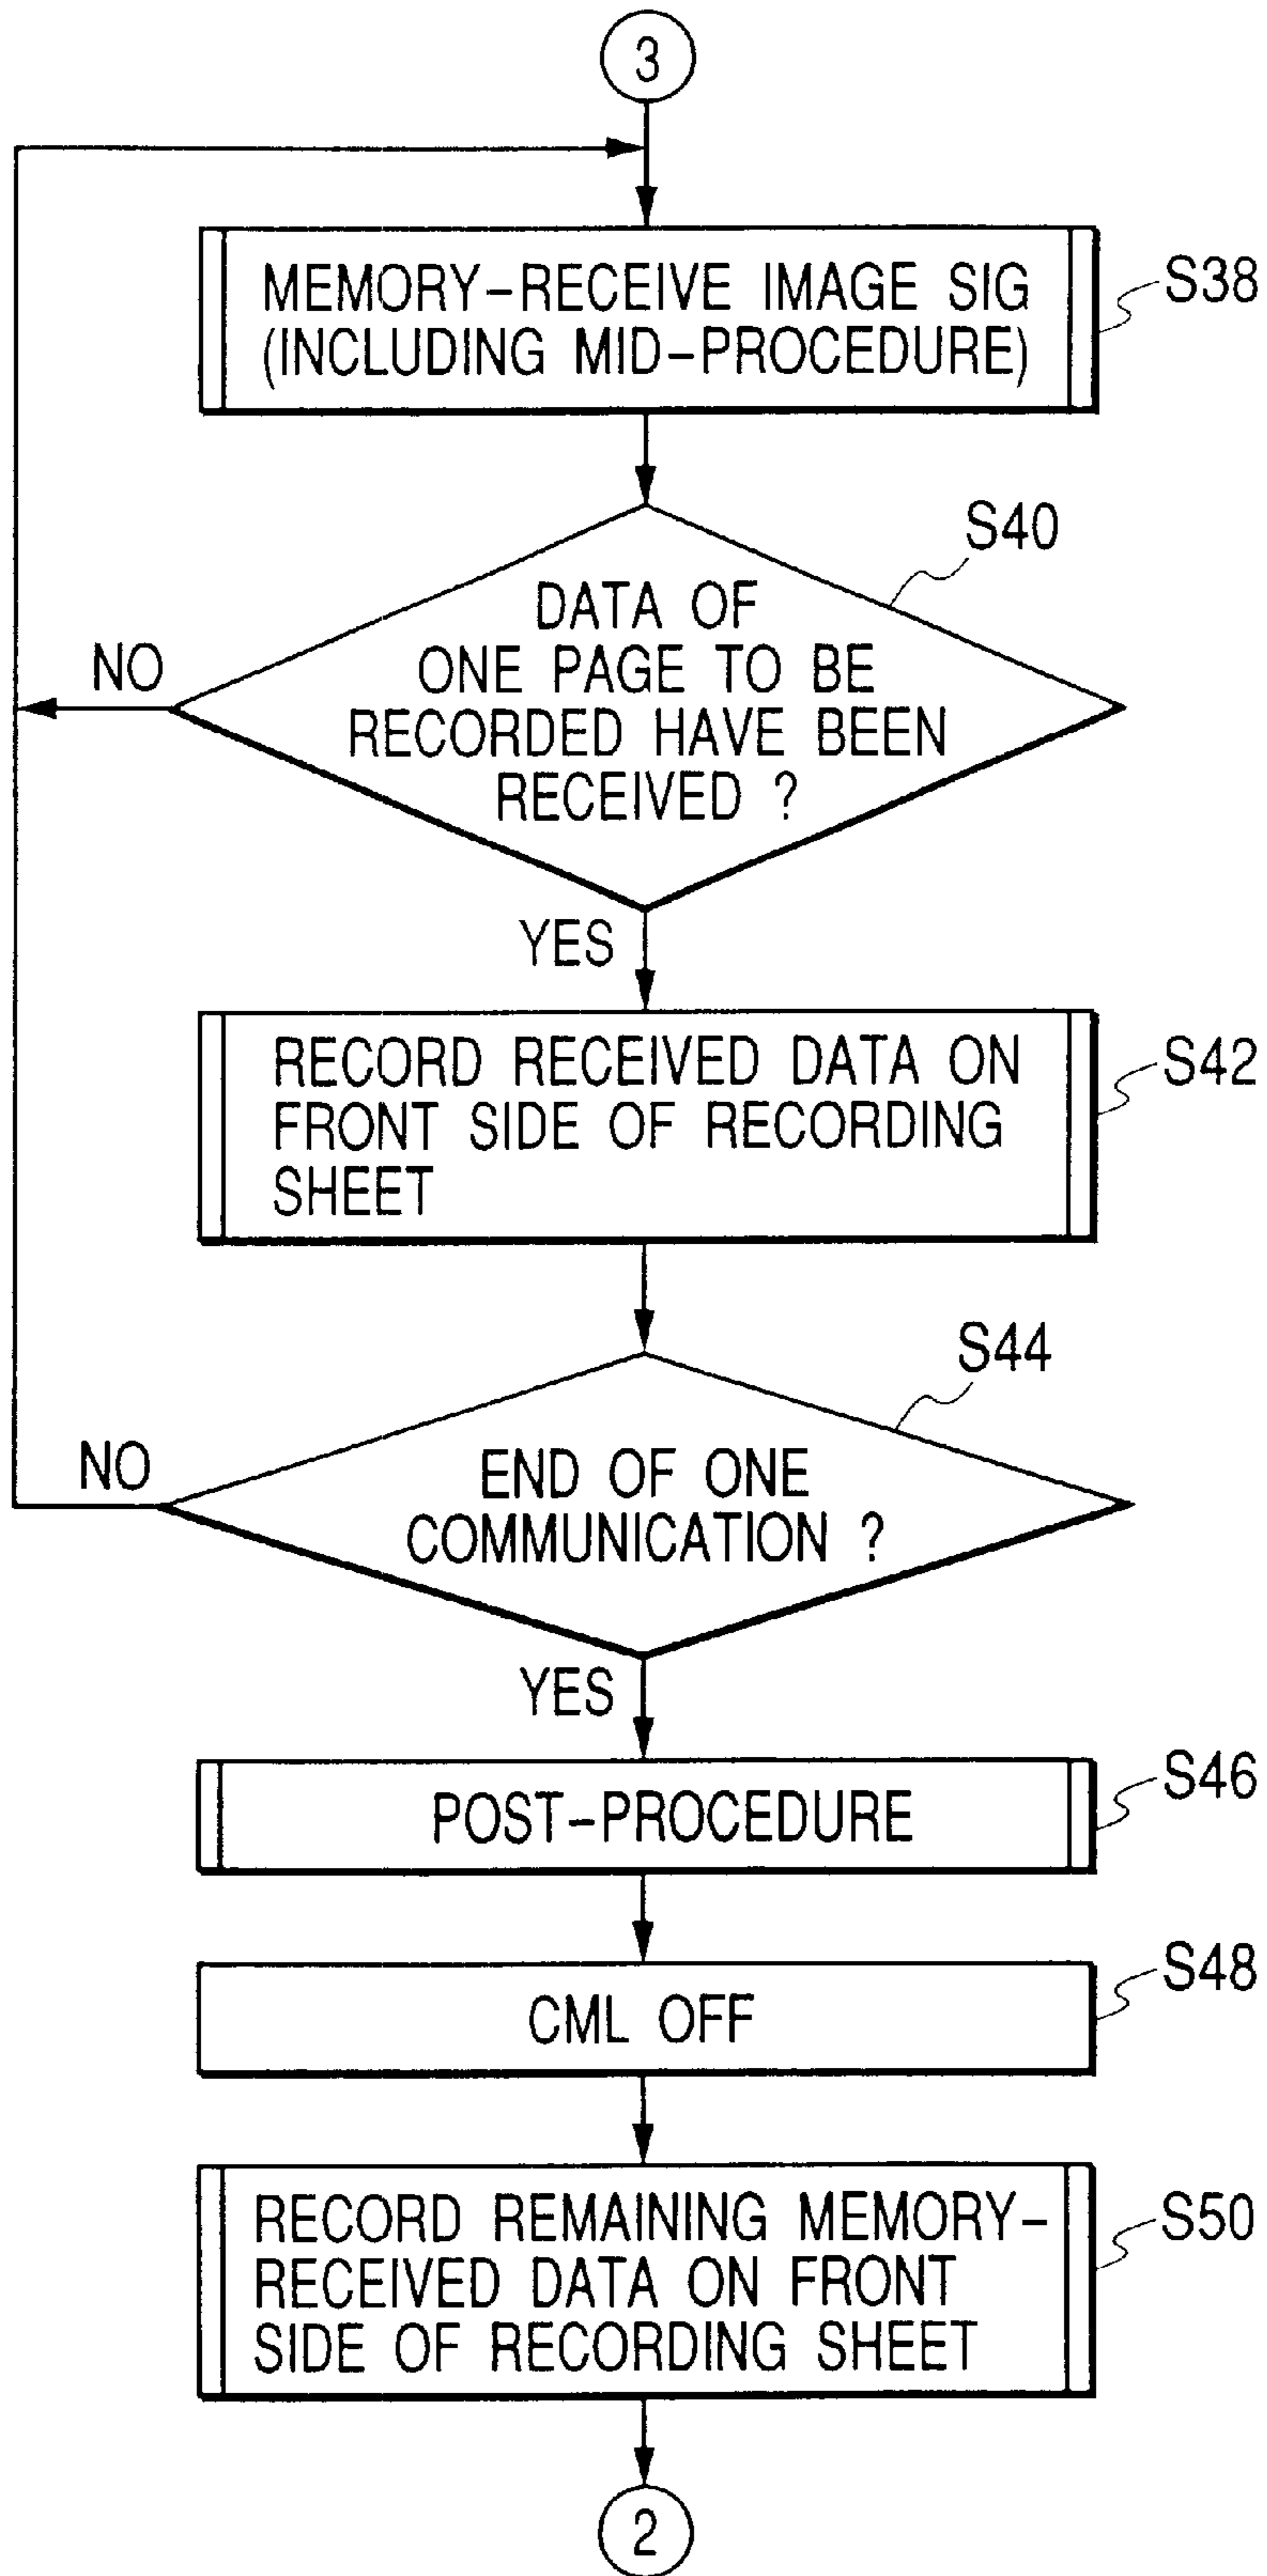 3
MEMORY-RECEIVE IMAGE SIG
(INCLUDING MID-PROCEDURE)
S38
S40
DATA OF
ONE PAGE TO BE
RECORDED HAVE BEEN
RECEIVED ?
NO
YES
RECORD RECEIVED DATA ON
FRONT SIDE OF RECORDING
SHEET
S42
S44
END OF ONE
COMMUNICATION ?
NO
YES
POST-PROCEDURE
S46
CML OFF
S48
RECORD REMAINING MEMORY-
RECEIVED DATA ON FRONT
SIDE OF RECORDING SHEET
S50
2